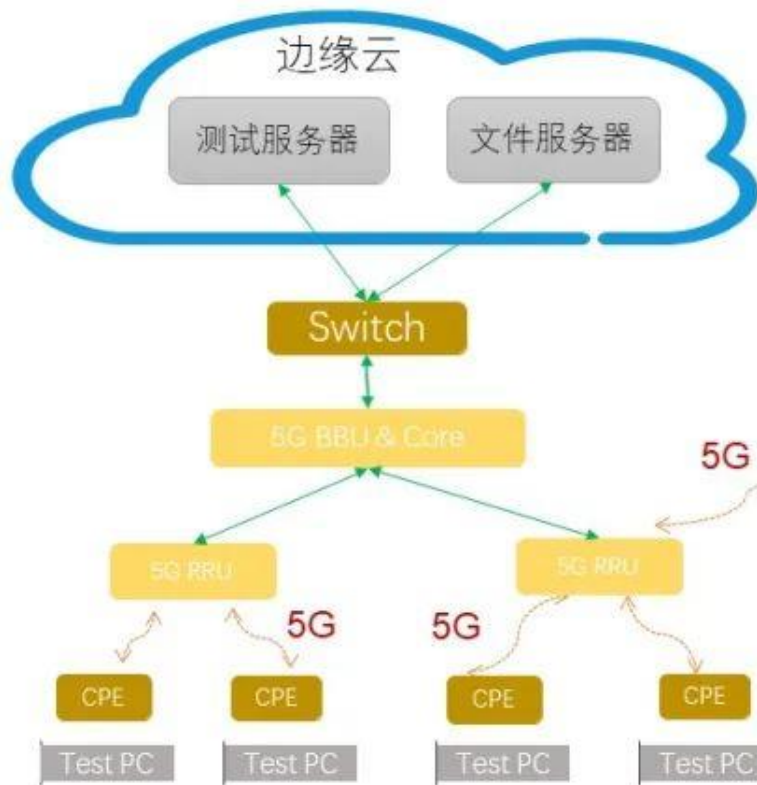 边缘云
测试服务器
文件服务器
Switch
5G BBU & Core
5G
5G RRU
5G RRU
5G
5G
CPE
CPE
CPE
CPE
Test PC
Test PC
Test PC
Test PC